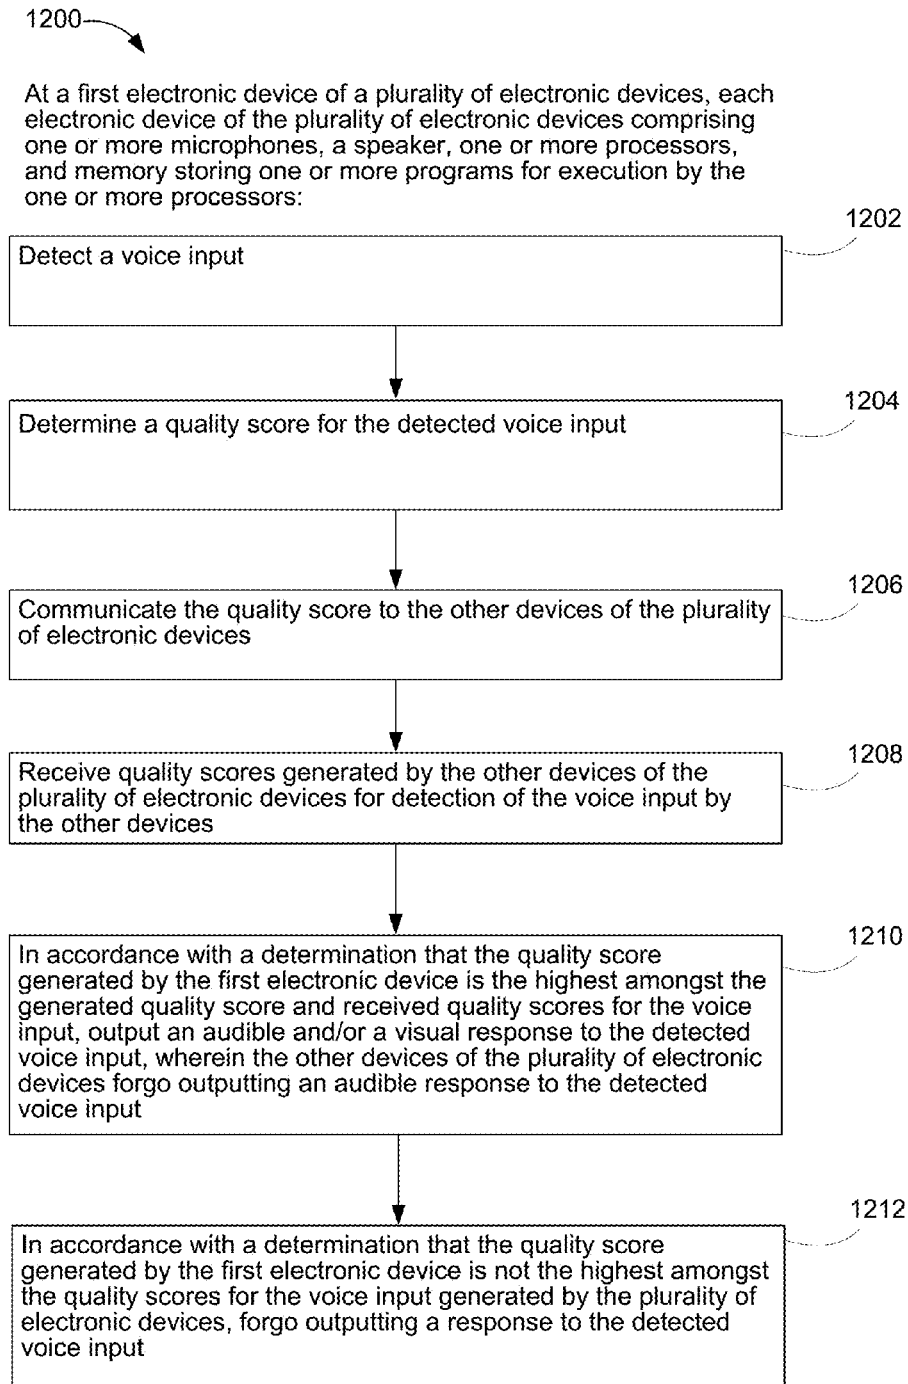 1200
At a first electronic device of a plurality of electronic devices, each
electronic device of the plurality of electronic devices comprising
one or more microphones, a speaker, one or more processors,
and memory storing one or more programs for execution by the
one or more processors:
1202
Detect a voice input
1204
Determine a quality score for the detected voice input
1206
Communicate the quality score to the other devices of the plurality
of electronic devices
1208
Receive quality scores generated by the other devices of the
plurality of electronic devices for detection of the voice input by
the other devices
1210
In accordance with a determination that the quality score
generated by the first electronic device is the highest amongst the
generated quality score and received quality scores for the voice
input, output an audible and/or a visual response to the detected
voice input, wherein the other devices of the plurality of electronic
devices forgo outputting an audible response to the detected
voice input
1212
In accordance with a determination that the quality score
generated by the first electronic device is not the highest amongst
the quality scores for the voice input generated by the plurality of
electronic devices, forgo outputting a response to the detected
voice input